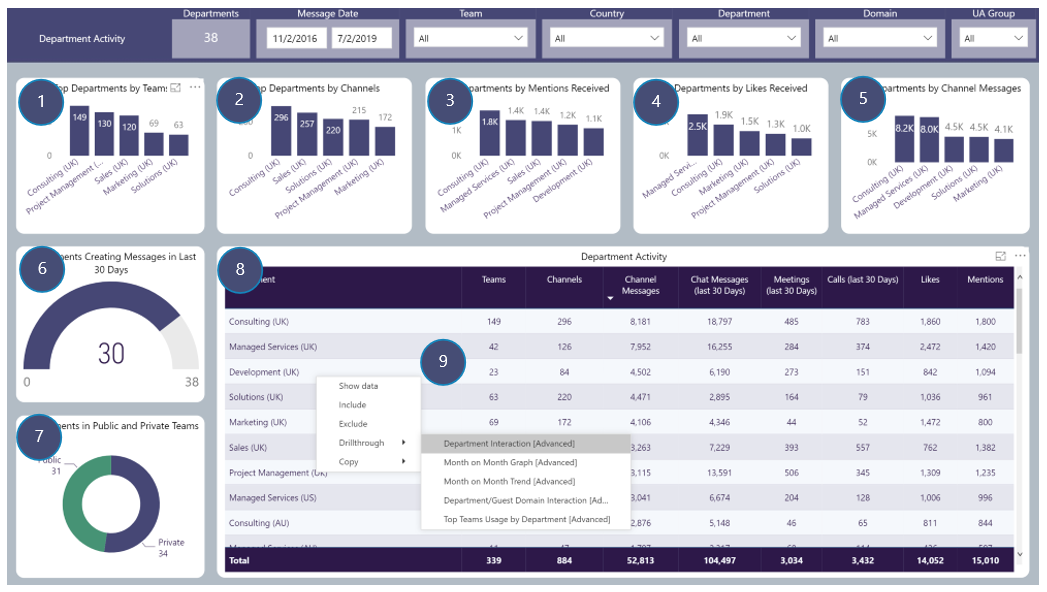 Departments Message Date Team Country Department Domain UA Group
Department Activity 38 11/2/2016 7/2/2019 All All All All All
1 Top Departments by Teams
149 130 120 69 63
0
Consulting (UK) Project Management (... Sales (UK) Marketing (UK) Solutions (UK)
2 Departments by Channels
296 257 220 215 172
0
Consulting (UK) Sales (UK) Solutions (UK) Project Management (UK) Marketing (UK)
3 Departments by Mentions Received
1.8K 1.4K 1.4K 1.2K 1.1K
1K
0K
Consulting (UK) Managed Services (UK) Sales (UK) Project Management (UK) Development (UK)
4 Departments by Likes Received
2.5K 1.9K 1.5K 1.3K 1.0K
0K
Managed Servi... Consulting (UK) Marketing (UK) Project Management (UK) Solutions (UK)
5 by Channel Messages
8.2K 8.0K 4.5K 4.5K 4.1K
5K
0K
Consulting (UK) Managed Services (UK) Development (UK) Solutions (UK) Marketing (UK)
6 Creating Messages in Last
30 Days
30
0 38
7 in Public and Private Teams
Public
31
Private
34
8 Department Activity
Teams Channels Channel Messages Chat Messages (last 30 Days) Meetings (last 30 Days) Calls (last 30 Days) Likes Mentions
Consulting (UK) 149 296 8,181 18,797 485 783 1,860 1,800
Managed Services (UK) 42 126 7,952 16,255 284 374 2,472 1,420
Development (UK) 23 84 4,502 6,190 273 151 842 1,094
Solutions (UK) 63 220 4,471 2,895 164 79 1,036 961
Marketing (UK) 69 172 4,106 4,346 44 52 1,472 800
Sales (UK) 3,263 7,229 393 557 762 1,382
Project Management (UK) 3,115 13,591 506 345 1,309 1,235
Managed Services (US) 3,041 6,674 204 128 1,006 996
Consulting (AU) 2,876 5,148 46 65 811 844
Total 339 884 52,813 104,497 3,034 3,432 14,052 15,010
9
Show data
Include
Exclude
Drillthrough
Copy
Department Interaction [Advanced]
Month on Month Graph [Advanced]
Month on Month Trend [Advanced]
Department/Guest Domain Interaction [Ad...
Top Teams Usage by Department [Advanced]